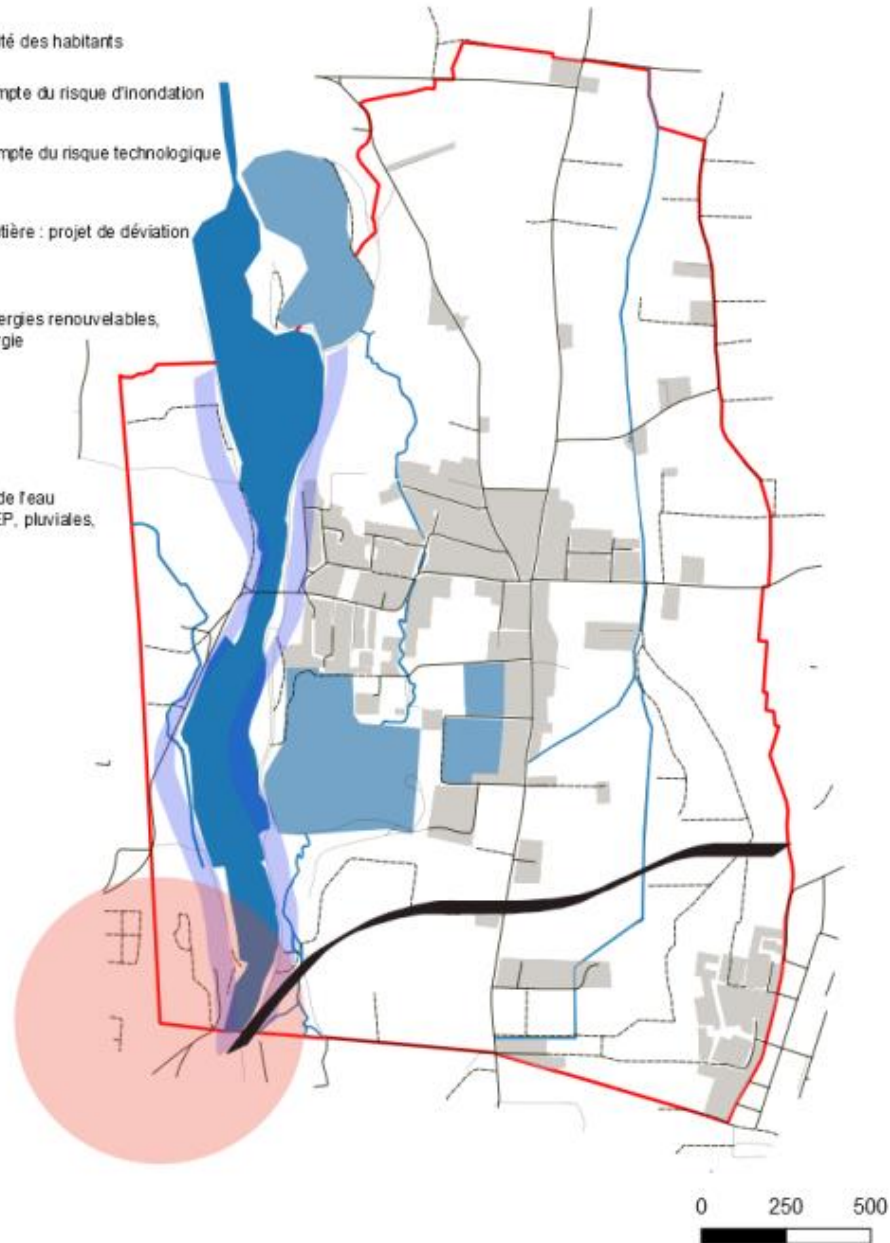 té des habitants
mpte du risque d'inondation
mpte du risque technologique
tière : projet de déviation
ergies renouvelables,
rgie
de l'eau
EP, pluviales,
0 250 500